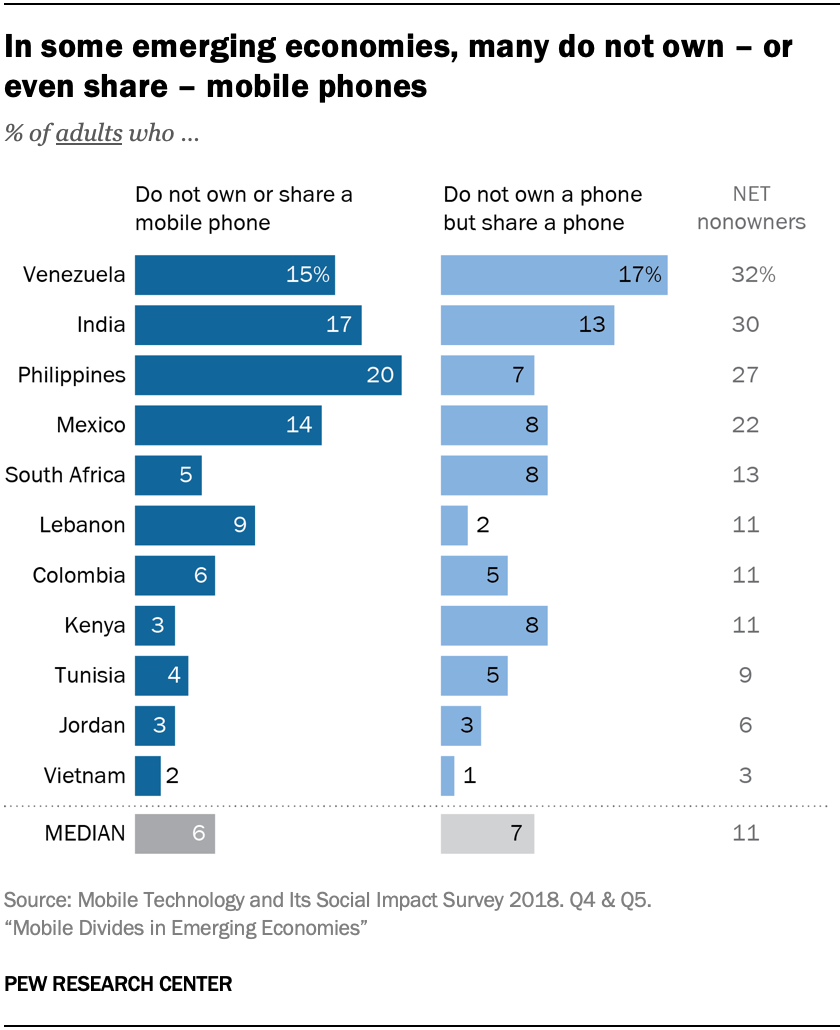 In some emerging economies, many do not own – or
even share – mobile phones
% of adults who ...
Do not own or share a
mobile phone
Do not own a phone
but share a phone
NET
nonowners
Venezuela 15% 17% 32%
India 17 13 30
Philippines 20 7 27
Mexico 14 8 22
South Africa 5 8 13
Lebanon 9 2 11
Colombia 6 5 11
Kenya 3 8 11
Tunisia 4 5 9
Jordan 3 3 6
Vietnam 2 1 3
MEDIAN 6 7 11
Source: Mobile Technology and Its Social Impact Survey 2018. Q4 & Q5.
“Mobile Divides in Emerging Economies”
PEW RESEARCH CENTER